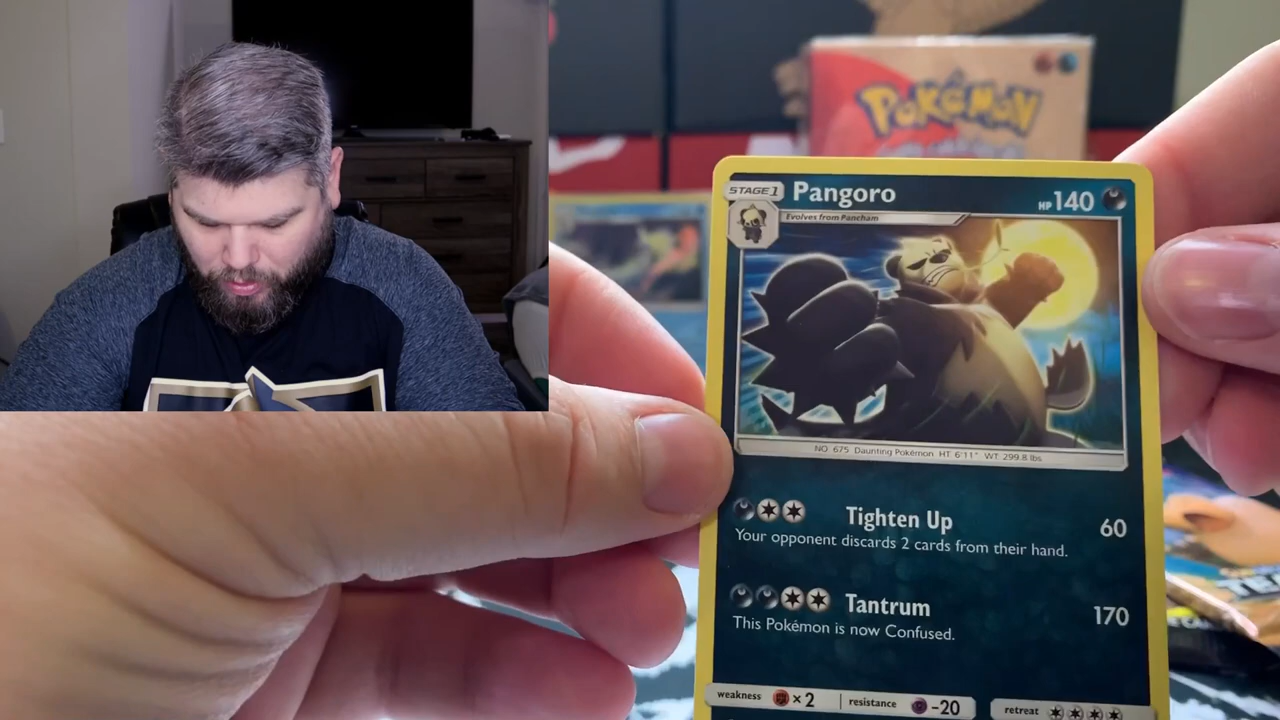 POKéMON
STAGE 1 Pangoro HP 140
Evolves from Pancham
NO. 675 Daunting Pokémon HT 6'11" WT 299.8 lbs
Tighten Up 60
Your opponent discards 2 cards from their hand.
Tantrum 170
This Pokémon is now Confused.
weakness ×2 resistance -20 retreat